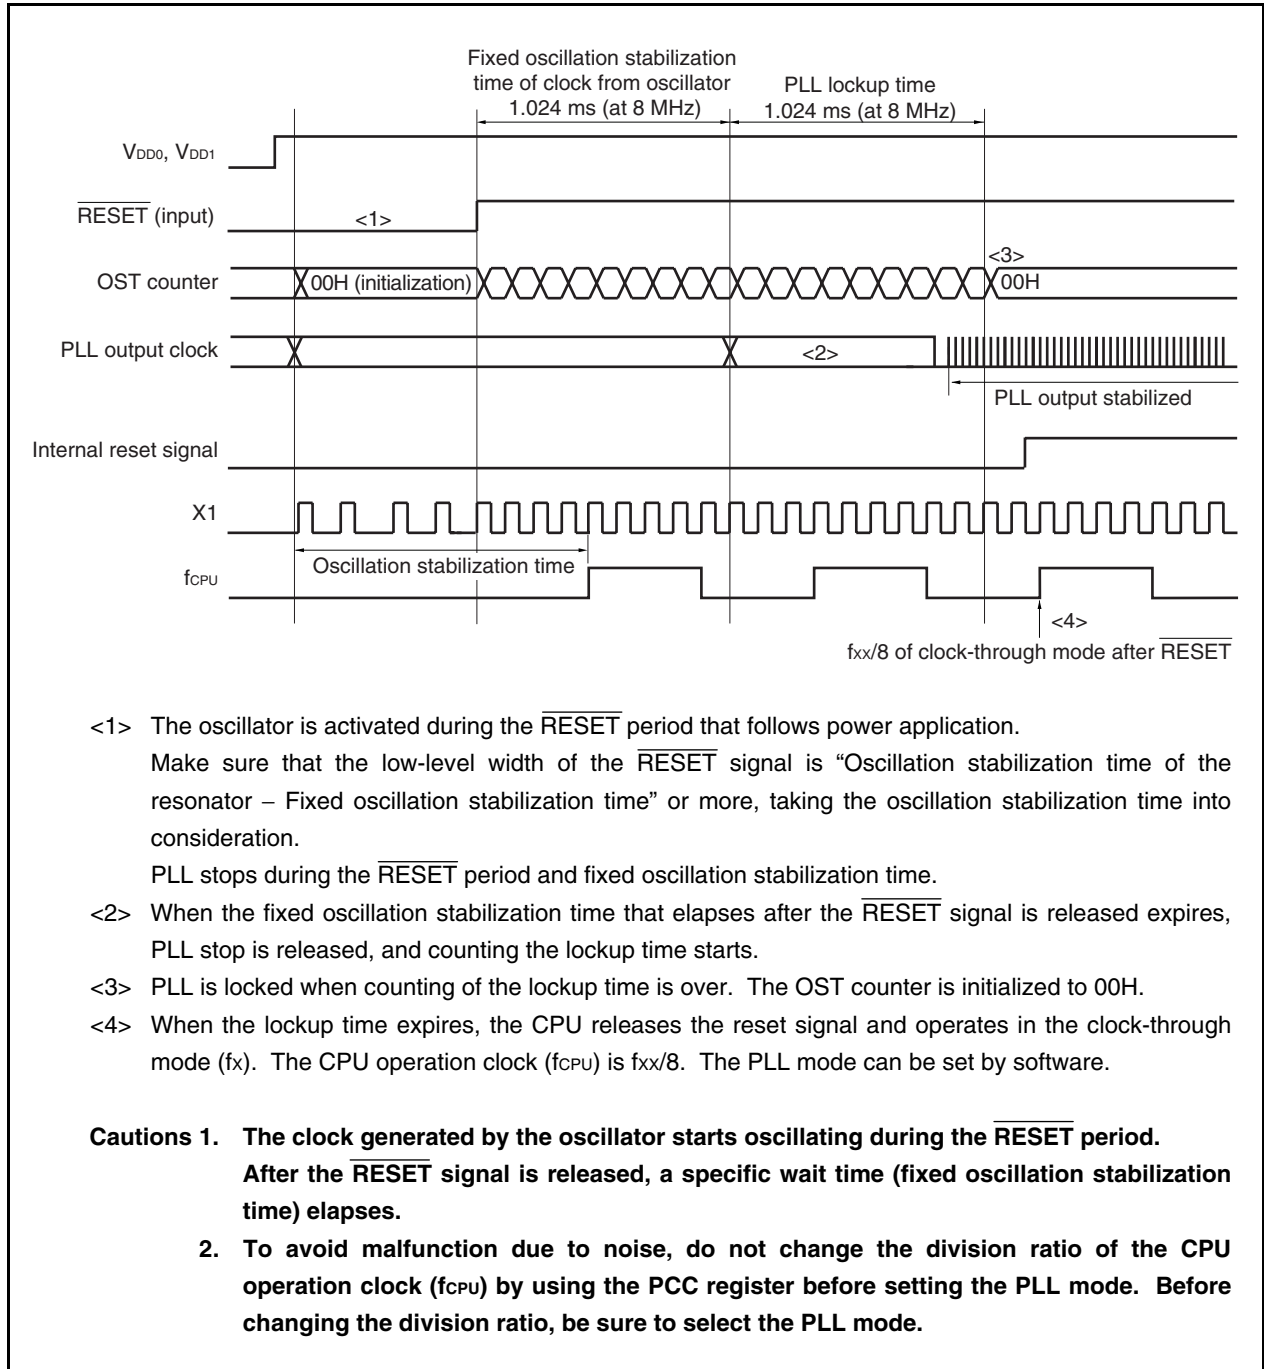 Fixed oscillation stabilization
time of clock from oscillator
1.024 ms (at 8 MHz)
PLL lockup time
1.024 ms (at 8 MHz)
VDD0, VDD1
RESET (input)
<1>
OST counter
00H (initialization)
<3>
00H
PLL output clock
<2>
PLL output stabilized
Internal reset signal
X1
Oscillation stabilization time
fCPU
<4>
fXX/8 of clock-through mode after RESET
<1> The oscillator is activated during the RESET period that follows power application.
Make sure that the low-level width of the RESET signal is “Oscillation stabilization time of the
resonator – Fixed oscillation stabilization time” or more, taking the oscillation stabilization time into
consideration.
PLL stops during the RESET period and fixed oscillation stabilization time.
<2> When the fixed oscillation stabilization time that elapses after the RESET signal is released expires,
PLL stop is released, and counting the lockup time starts.
<3> PLL is locked when counting of the lockup time is over. The OST counter is initialized to 00H.
<4> When the lockup time expires, the CPU releases the reset signal and operates in the clock-through
mode (fX). The CPU operation clock (fCPU) is fXX/8. The PLL mode can be set by software.
Cautions 1. The clock generated by the oscillator starts oscillating during the RESET period.
After the RESET signal is released, a specific wait time (fixed oscillation stabilization
time) elapses.
2. To avoid malfunction due to noise, do not change the division ratio of the CPU
operation clock (fCPU) by using the PCC register before setting the PLL mode. Before
changing the division ratio, be sure to select the PLL mode.